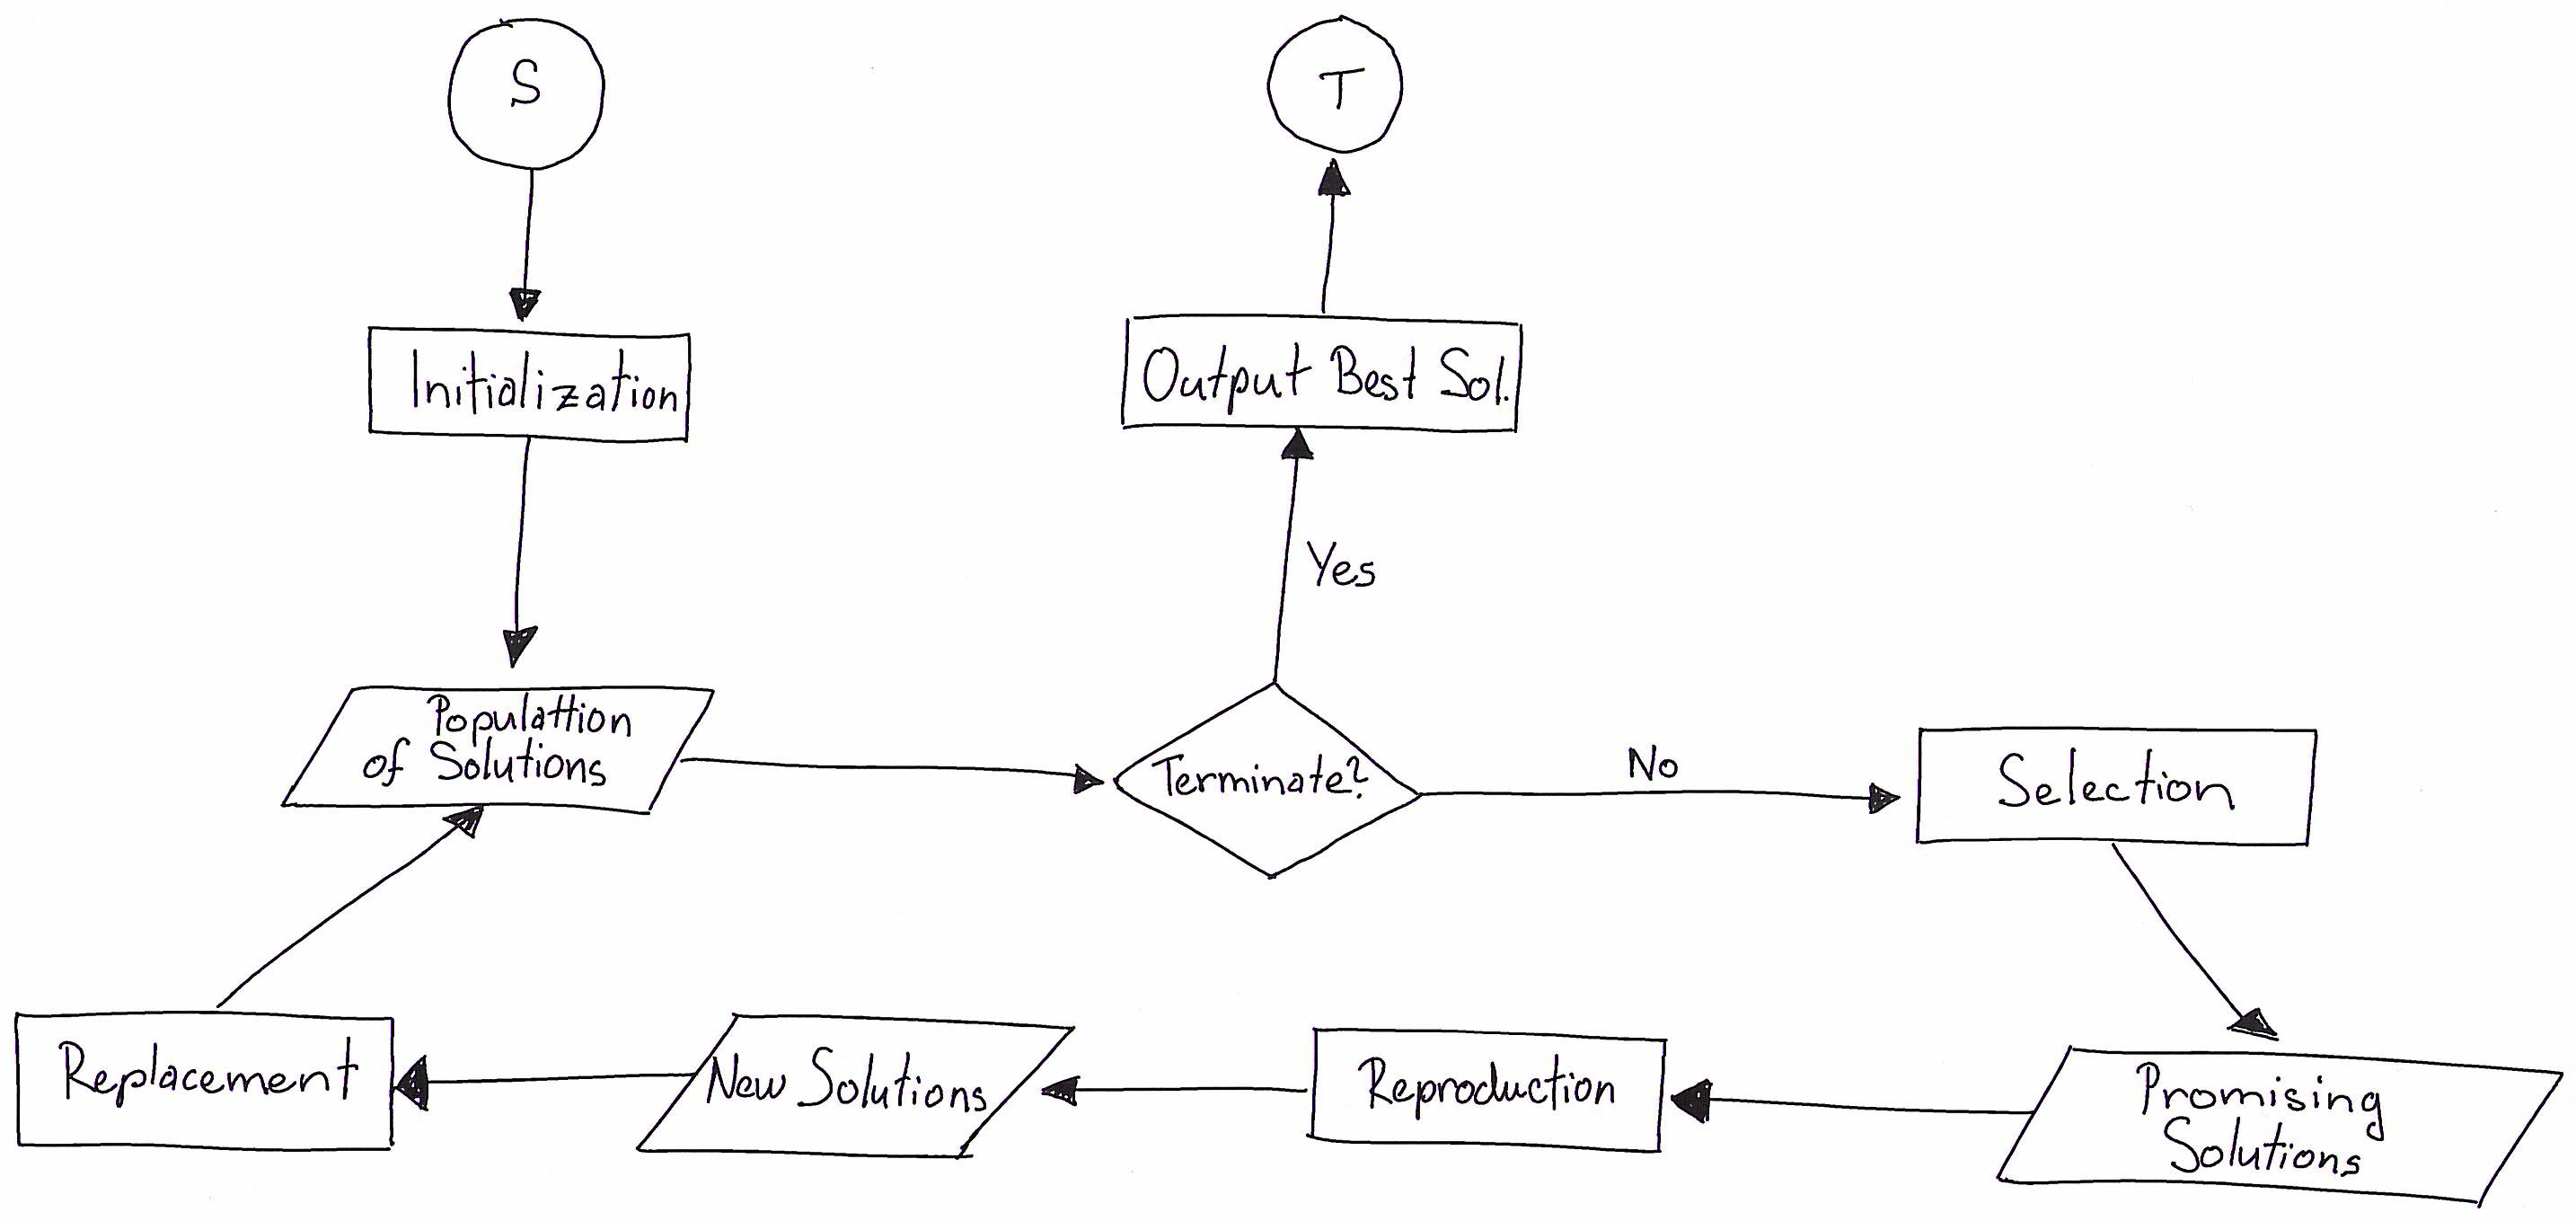 S
T
Initialization
Output Best Sol.
Yes
Populattion
of Solutions
Terminate?
No
Selection
Replacement
New Solutions
Reproduction
Promising
Solutions